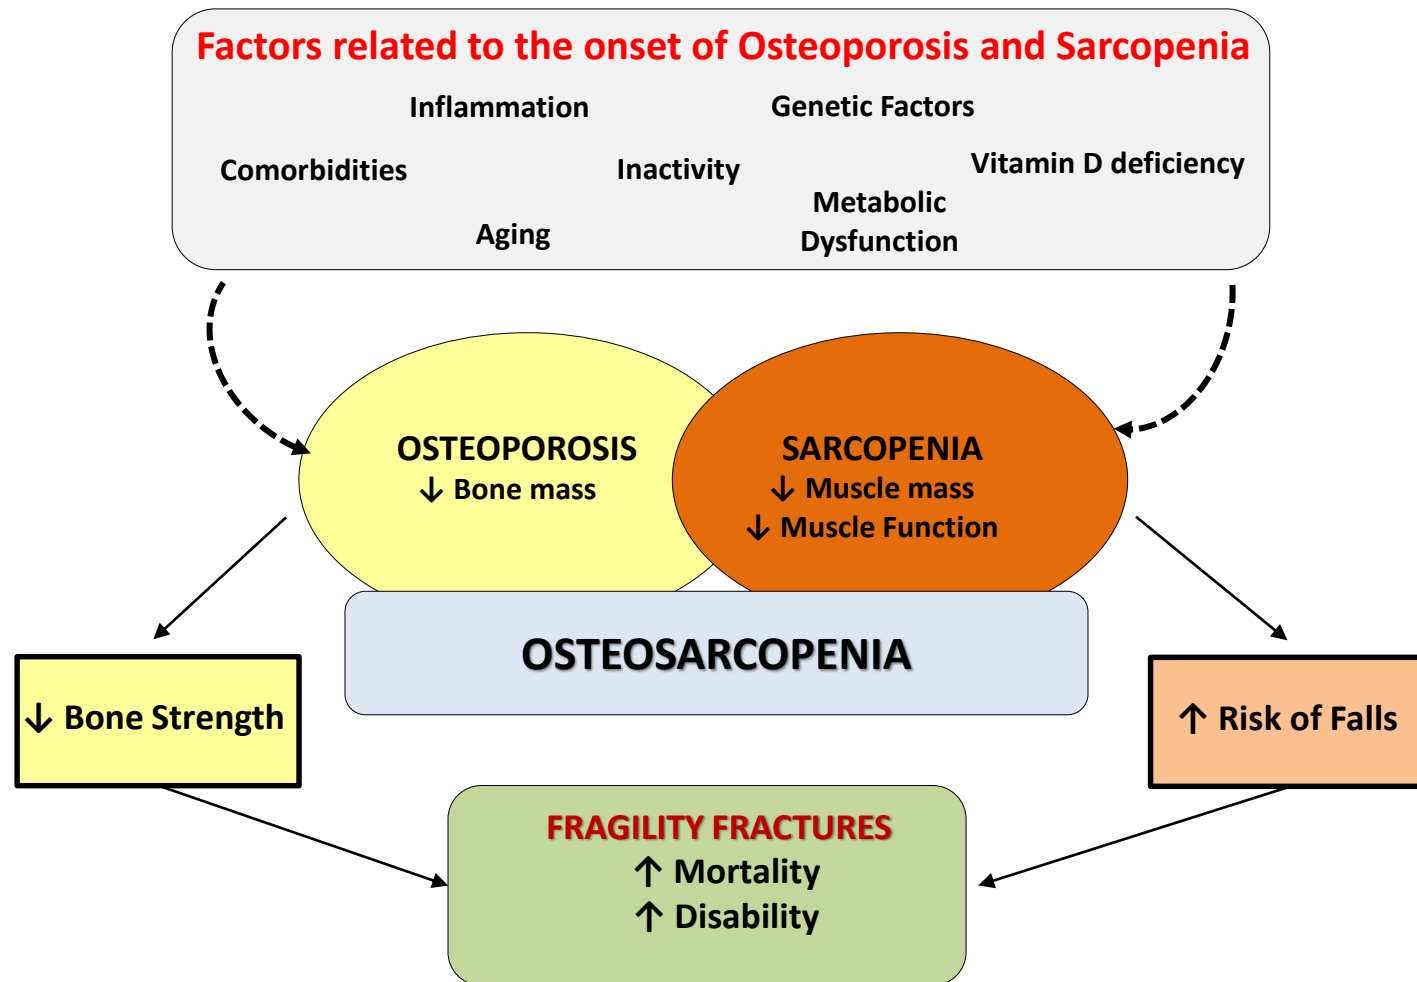 Factors related to the onset of Osteoporosis and Sarcopenia
Inflammation
Genetic Factors
Comorbidities
Inactivity
Vitamin D deficiency
Aging
Metabolic
Dysfunction
OSTEOPOROSIS
↓ Bone mass
SARCOPENIA
↓ Muscle mass
↓ Muscle Function
OSTEOSARCOPENIA
↓ Bone Strength
↑ Risk of Falls
FRAGILITY FRACTURES
↑ Mortality
↑ Disability